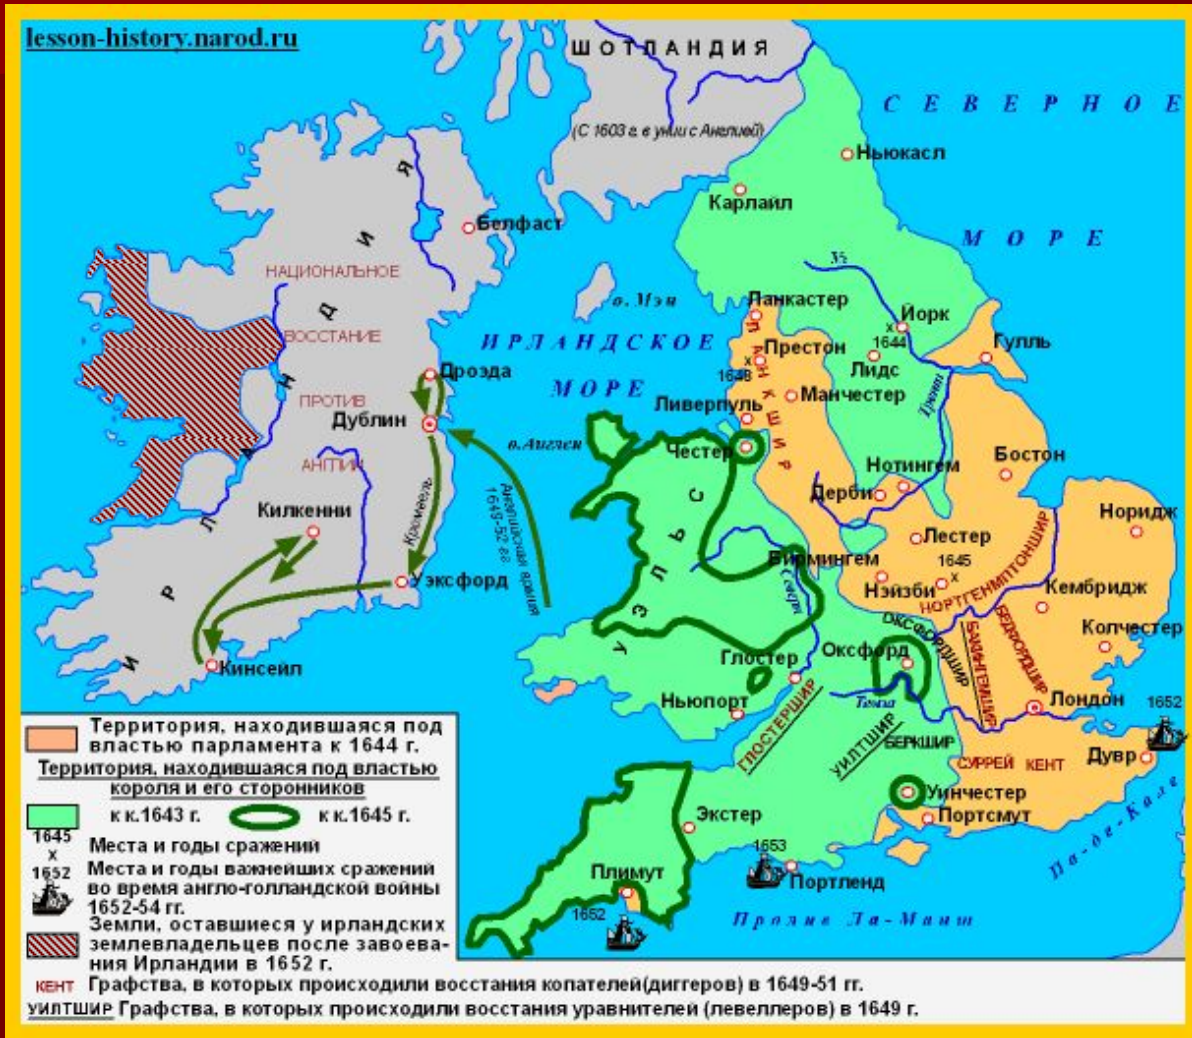 lesson-history.narod.ru
ШОТЛАНДИЯ
(С 1603 г. в унии с Англией)
СЕВЕРНОЕ
МОРЕ
Ньюкасл
Карлайл
Белфаст
ИРЛАНДИЯ
НАЦИОНАЛЬНОЕ
ВОССТАНИЕ
ПРОТИВ
АНГЛИИ
о. Мэн
ИРЛАНДСКОЕ
МОРЕ
Ланкастер
Йорк
1644
Гулль
Престон
1648
Лидс
ЛАНКШИР
Манчестер
Трент
Дрозда
Дублин
Ливерпуль
о.Англси
Честер
Нотингем
Дерби
Бостон
Килкенни
Кромвель
Английская армия
1649-52 гг
УЭЛЬС
Лестер
Норидж
Бирмингем
1645
Нэйзби
НОРТГЕМПТОНШИР
Уэксфорд
Северн
Кембридж
ОКСФОРДШИР
БАКИНГЕМШИР
БЕДФОРДШИР
Колчестер
Кинсейл
Глостер
Оксфорд
Ньюпорт
Темза
Лондон
1652
ГЛОСТЕРШИР
УИЛТШИР
БЕРКШИР
СУРРЕЙ
КЕНТ
Дувр
Уинчестер
Портсмут
Па-де-Кале
Экстер
1653
Портленд
Плимут
1652
Пролив Ла-Манш
Территория, находившаяся под
властью парламента к 1644 г.
Территория, находившаяся под властью
короля и его сторонников
к к.1643 г.
к к.1645 г.
1645
х
Места и годы сражений
1652
Места и годы важнейших сражений
во время англо-голландской войны
1652-54 гг.
Земли, оставшиеся у ирландских
землевладельцев после завоева-
ния Ирландии в 1652 г.
КЕНТ Графства, в которых происходили восстания копателей(диггеров) в 1649-51 гг.
УИЛТШИР Графства, в которых происходили восстания уравнителей (левеллеров) в 1649 г.